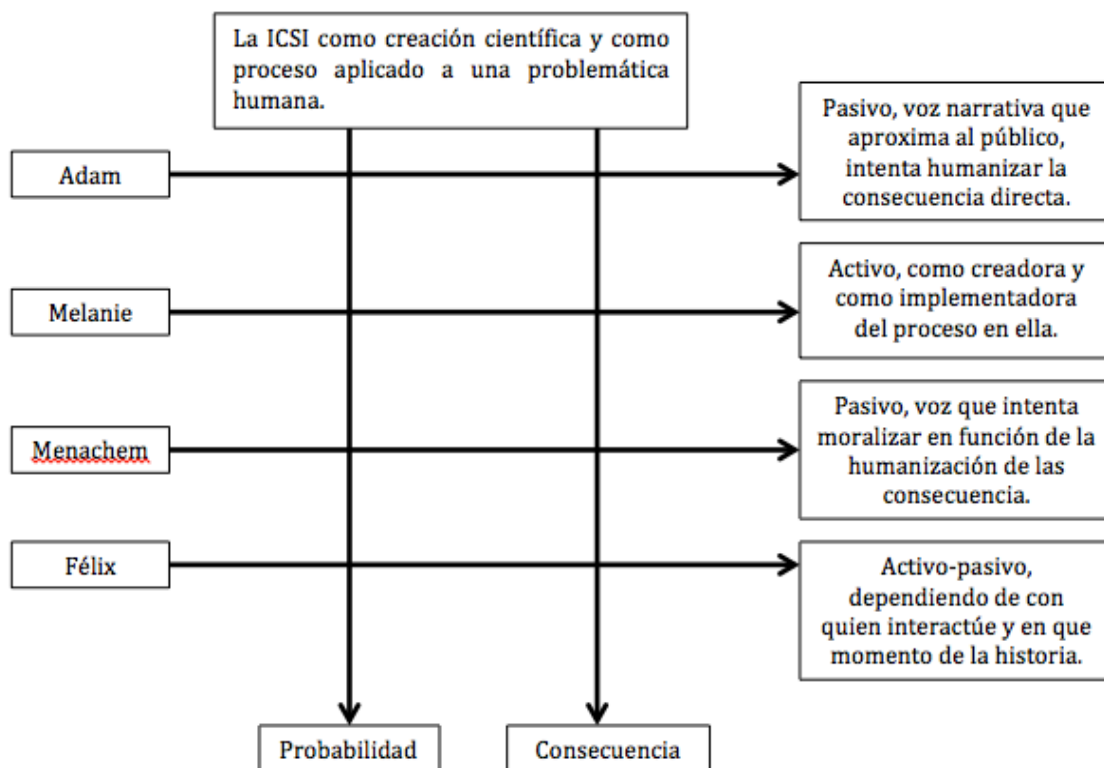 La ICSI como creación científica y como
proceso aplicado a una problemática
humana.
Adam
Pasivo, voz narrativa que
aproxima al público,
intenta humanizar la
consecuencia directa.
Melanie
Activo, como creadora y
como implementadora
del proceso en ella.
Menachem
Pasivo, voz que intenta
moralizar en función de la
humanización de las
consecuencia.
Félix
Activo-pasivo,
dependiendo de con
quien interactúe y en que
momento de la historia.
Probabilidad
Consecuencia